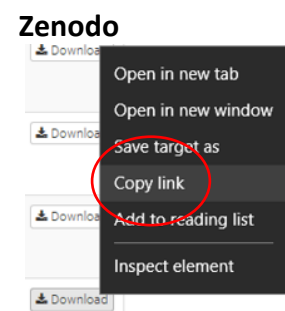 Zenodo
Download
Open in new tab
Open in new window
Download
Save target as
Copy link
Download
Add to reading list
Inspect element
Download